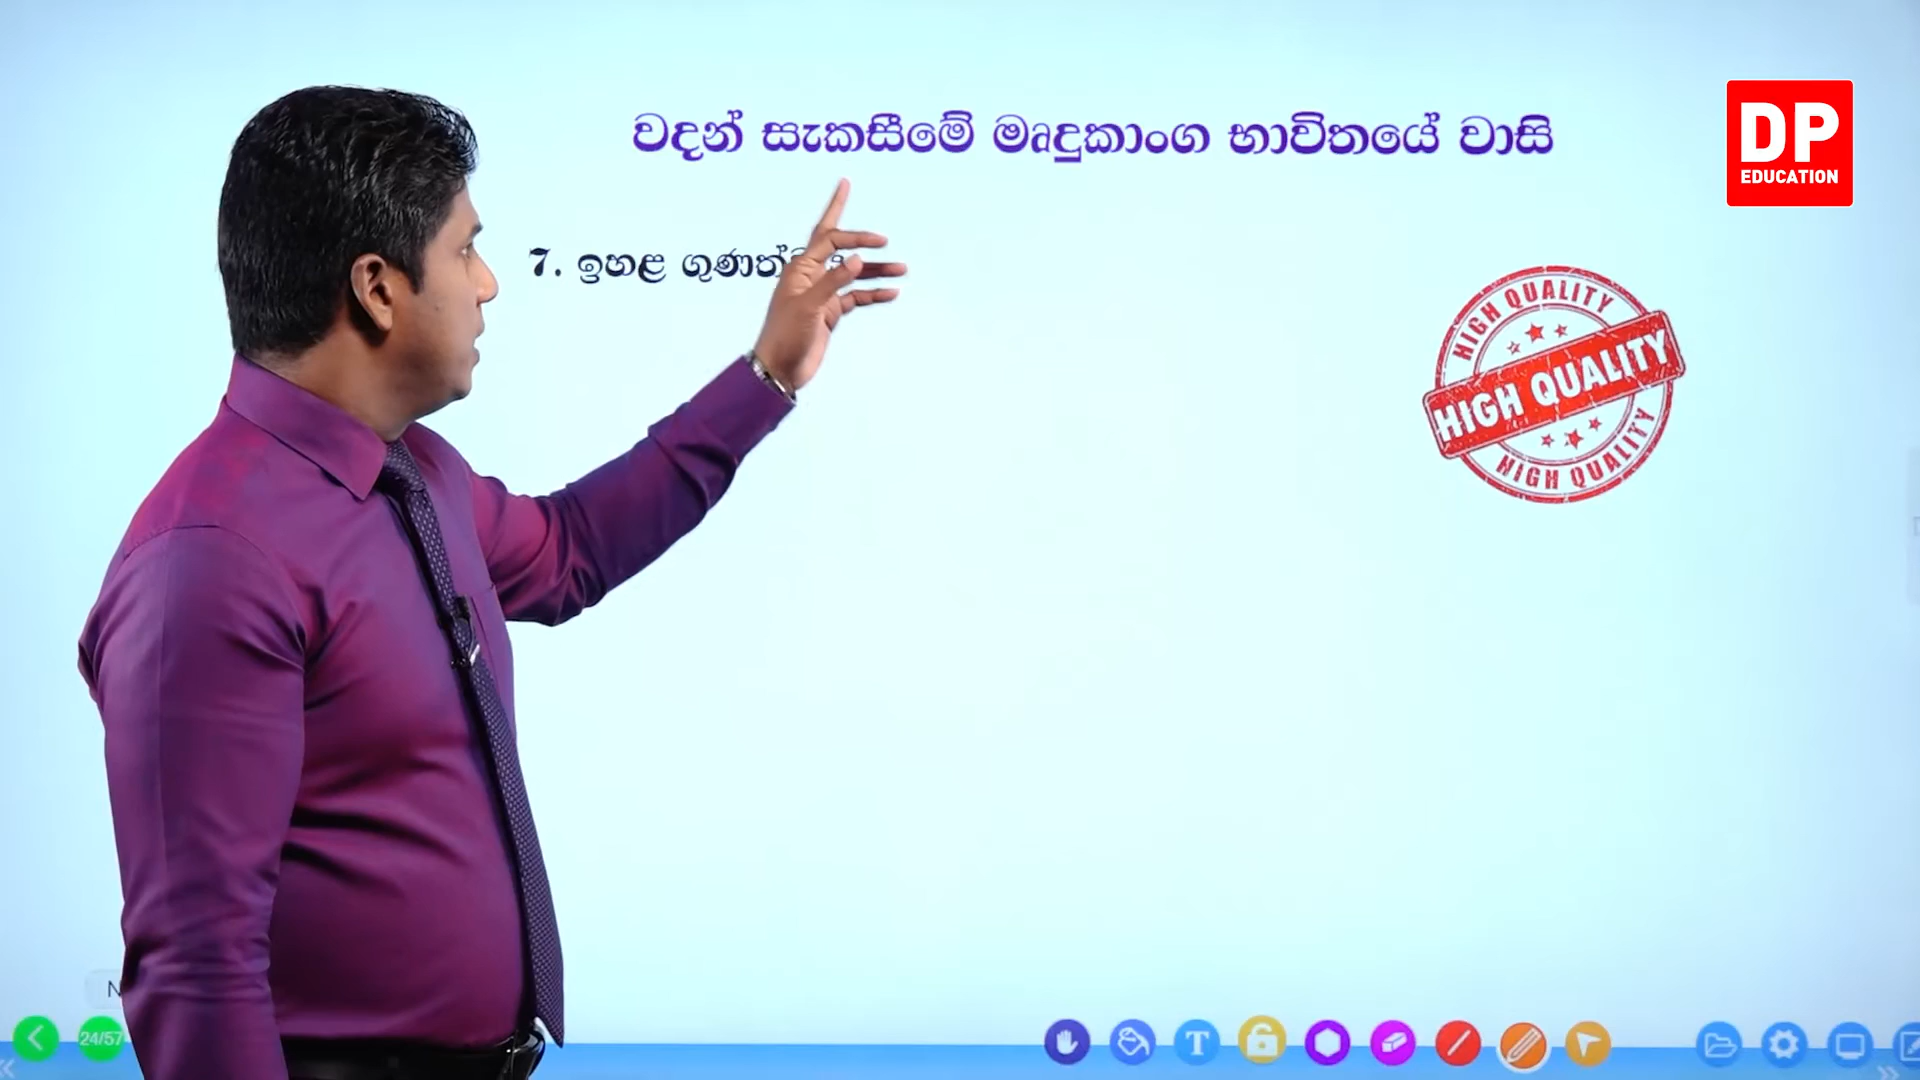 වදන් සැකසීමේ මෘදුකාංග භාවිතයේ වාසි
DP
EDUCATION
7. ඉහළ
HIGH QUALITY
HIGH QUALITY
HIGH QUALITY
24/57
T